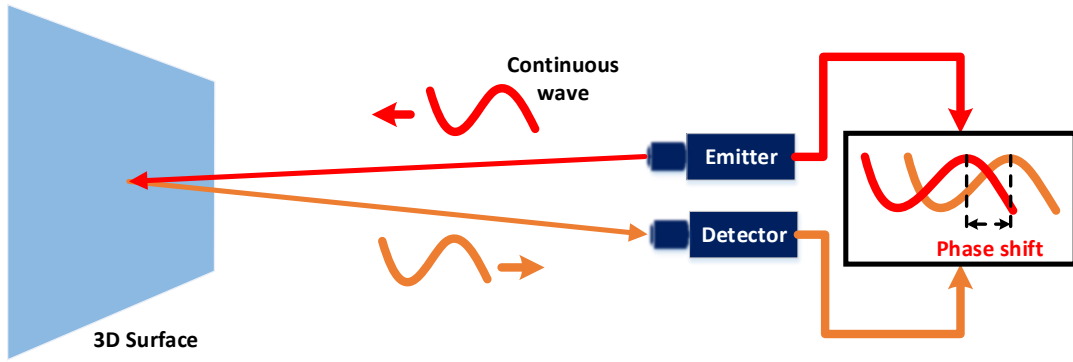 Continuous
wave
Emitter
Detector
Phase shift
3D Surface